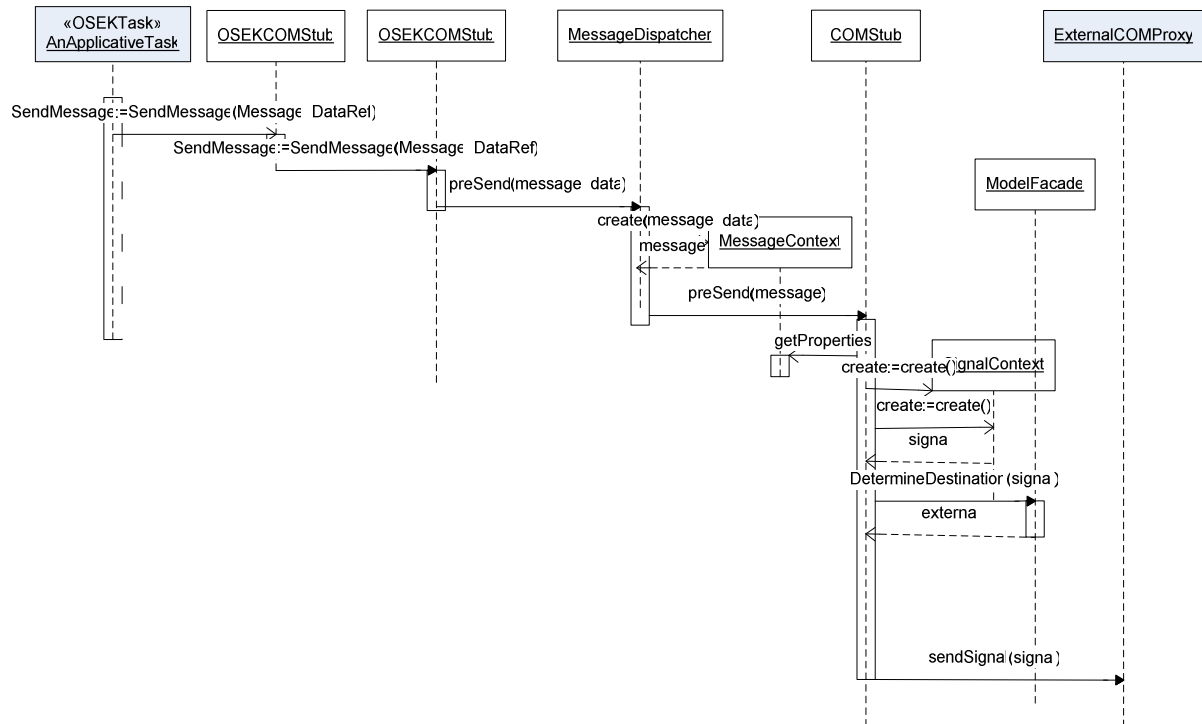 «OSEKTask»
AnApplicativeTask
OSEKCOMStub
OSEKCOMStub
MessageDispatcher
COMStub
ExternalCOMProxy
SendMessage:=SendMessage(Message DataRef)
SendMessage:=SendMessage(Message DataRef)
ModelFacade
preSend(message data)
create(message data)
message
MessageContext
preSend(message)
getProperties
create:=create()
ignalContext
create:=create()
signa
DetermineDestination(signa)
externa
sendSignal(signa)